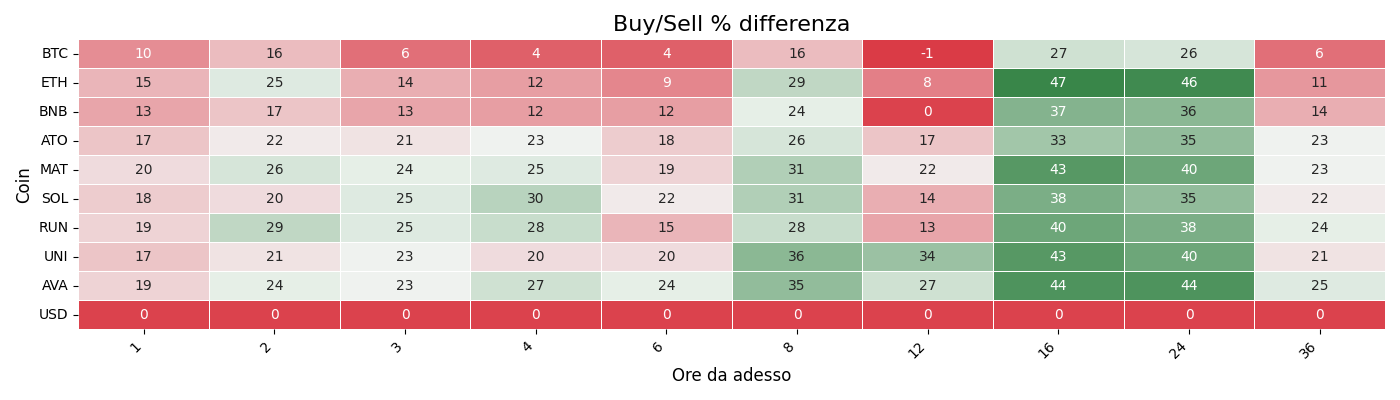 Buy/Sell % differenza
Coin
BTC 10 16 6 4 4 16 -1 27 26 6
ETH 15 25 14 12 9 29 8 47 46 11
BNB 13 17 13 12 12 24 0 37 36 14
ATO 17 22 21 23 18 26 17 33 35 23
MAT 20 26 24 25 19 31 22 43 40 23
SOL 18 20 25 30 22 31 14 38 35 22
RUN 19 29 25 28 15 28 13 40 38 24
UNI 17 21 23 20 20 36 34 43 40 21
AVA 19 24 23 27 24 35 27 44 44 25
USD 0 0 0 0 0 0 0 0 0 0
1 2 3 4 6 8 12 16 24 36
Ore da adesso